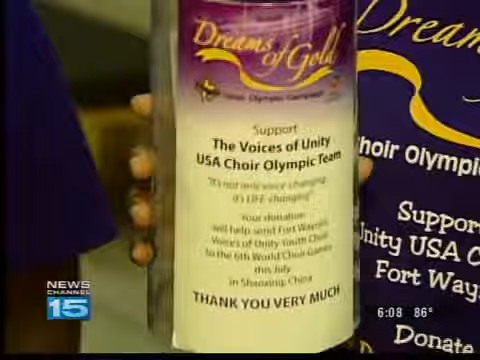 Dreams of Gold
Choir Olympic Campaign
Support
The Voices of Unity
USA Choir Olympic Team
"It's not only voice changing,
it's LIFE-changing"
Your donation
will help send Fort Wayne's
Voices of Unity Youth Choir
to the 6th World Choir Games
this July
in Shaoxing, China
THANK YOU VERY MUCH
Dream
hoir Olympic
Suppor
Unity USA C
Fort Way
Donate
NEWS
CHANNEL
15
6:08 86°